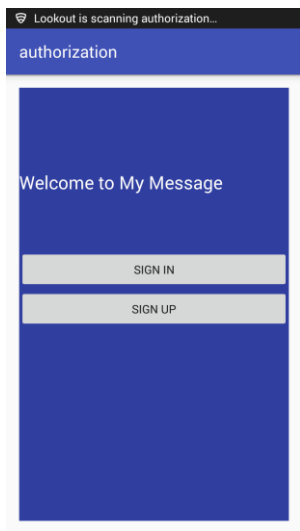 Lookout is scanning authorization...
authorization
Welcome to My Message
SIGN IN
SIGN UP